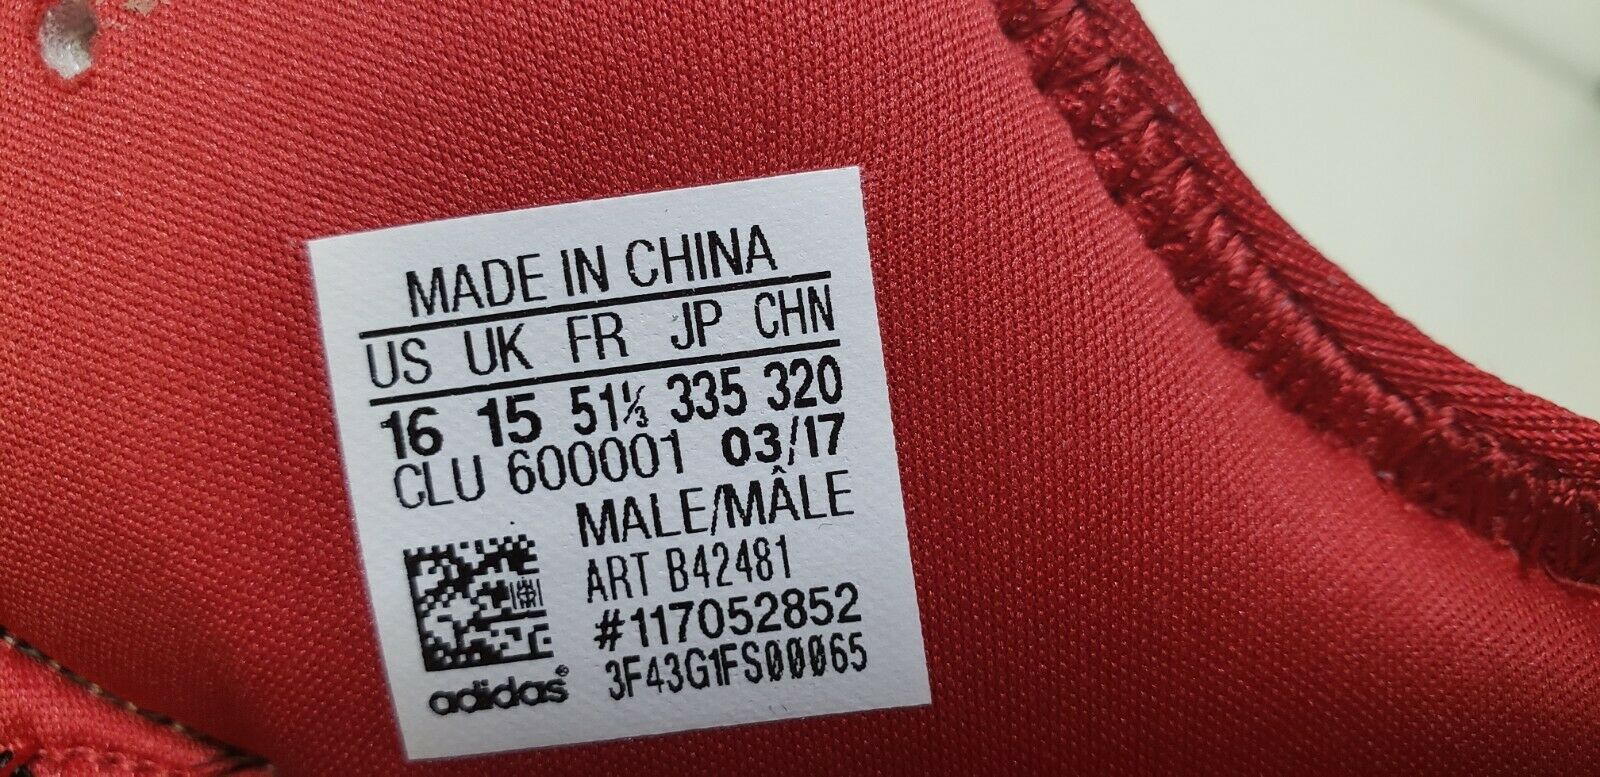 MADE IN CHINA
US UK FR JP CHN
16 15 51⅓ 335 320
CLU 600001 03/17
MALE/MÂLE
ART B42481
#117052852
3F43G1FS00065
adidas®